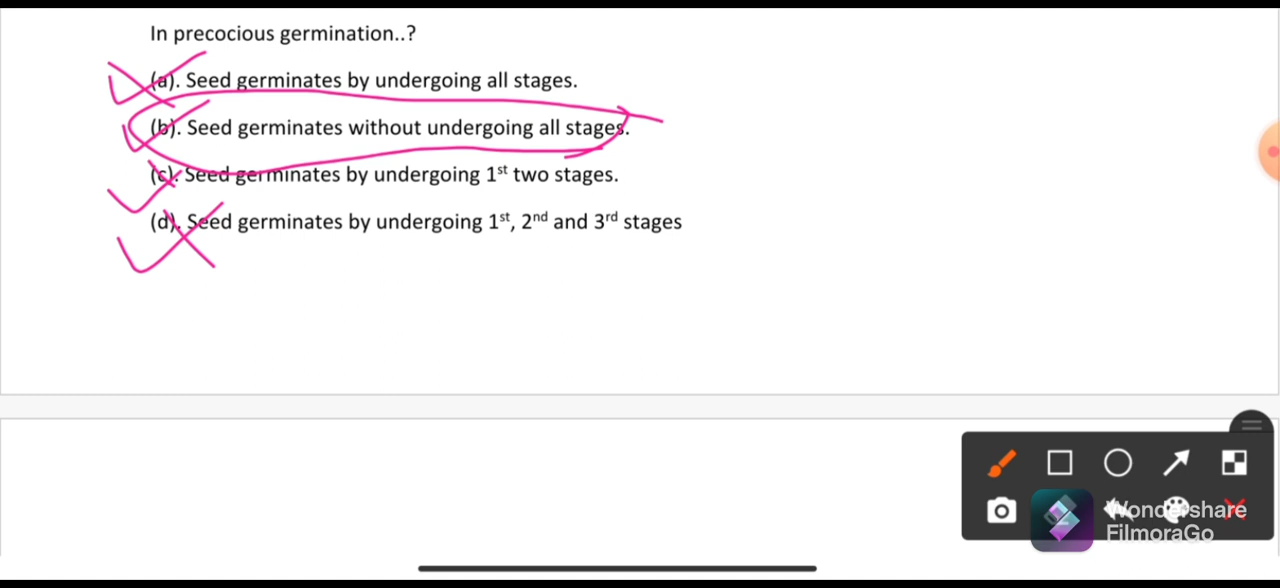 In precocious germination..?
(a). Seed germinates by undergoing all stages.
(b). Seed germinates without undergoing all stages.
(c). Seed germinates by undergoing 1st two stages.
(d). Seed germinates by undergoing 1st, 2nd and 3rd stages
Wondershare
FilmoraGo